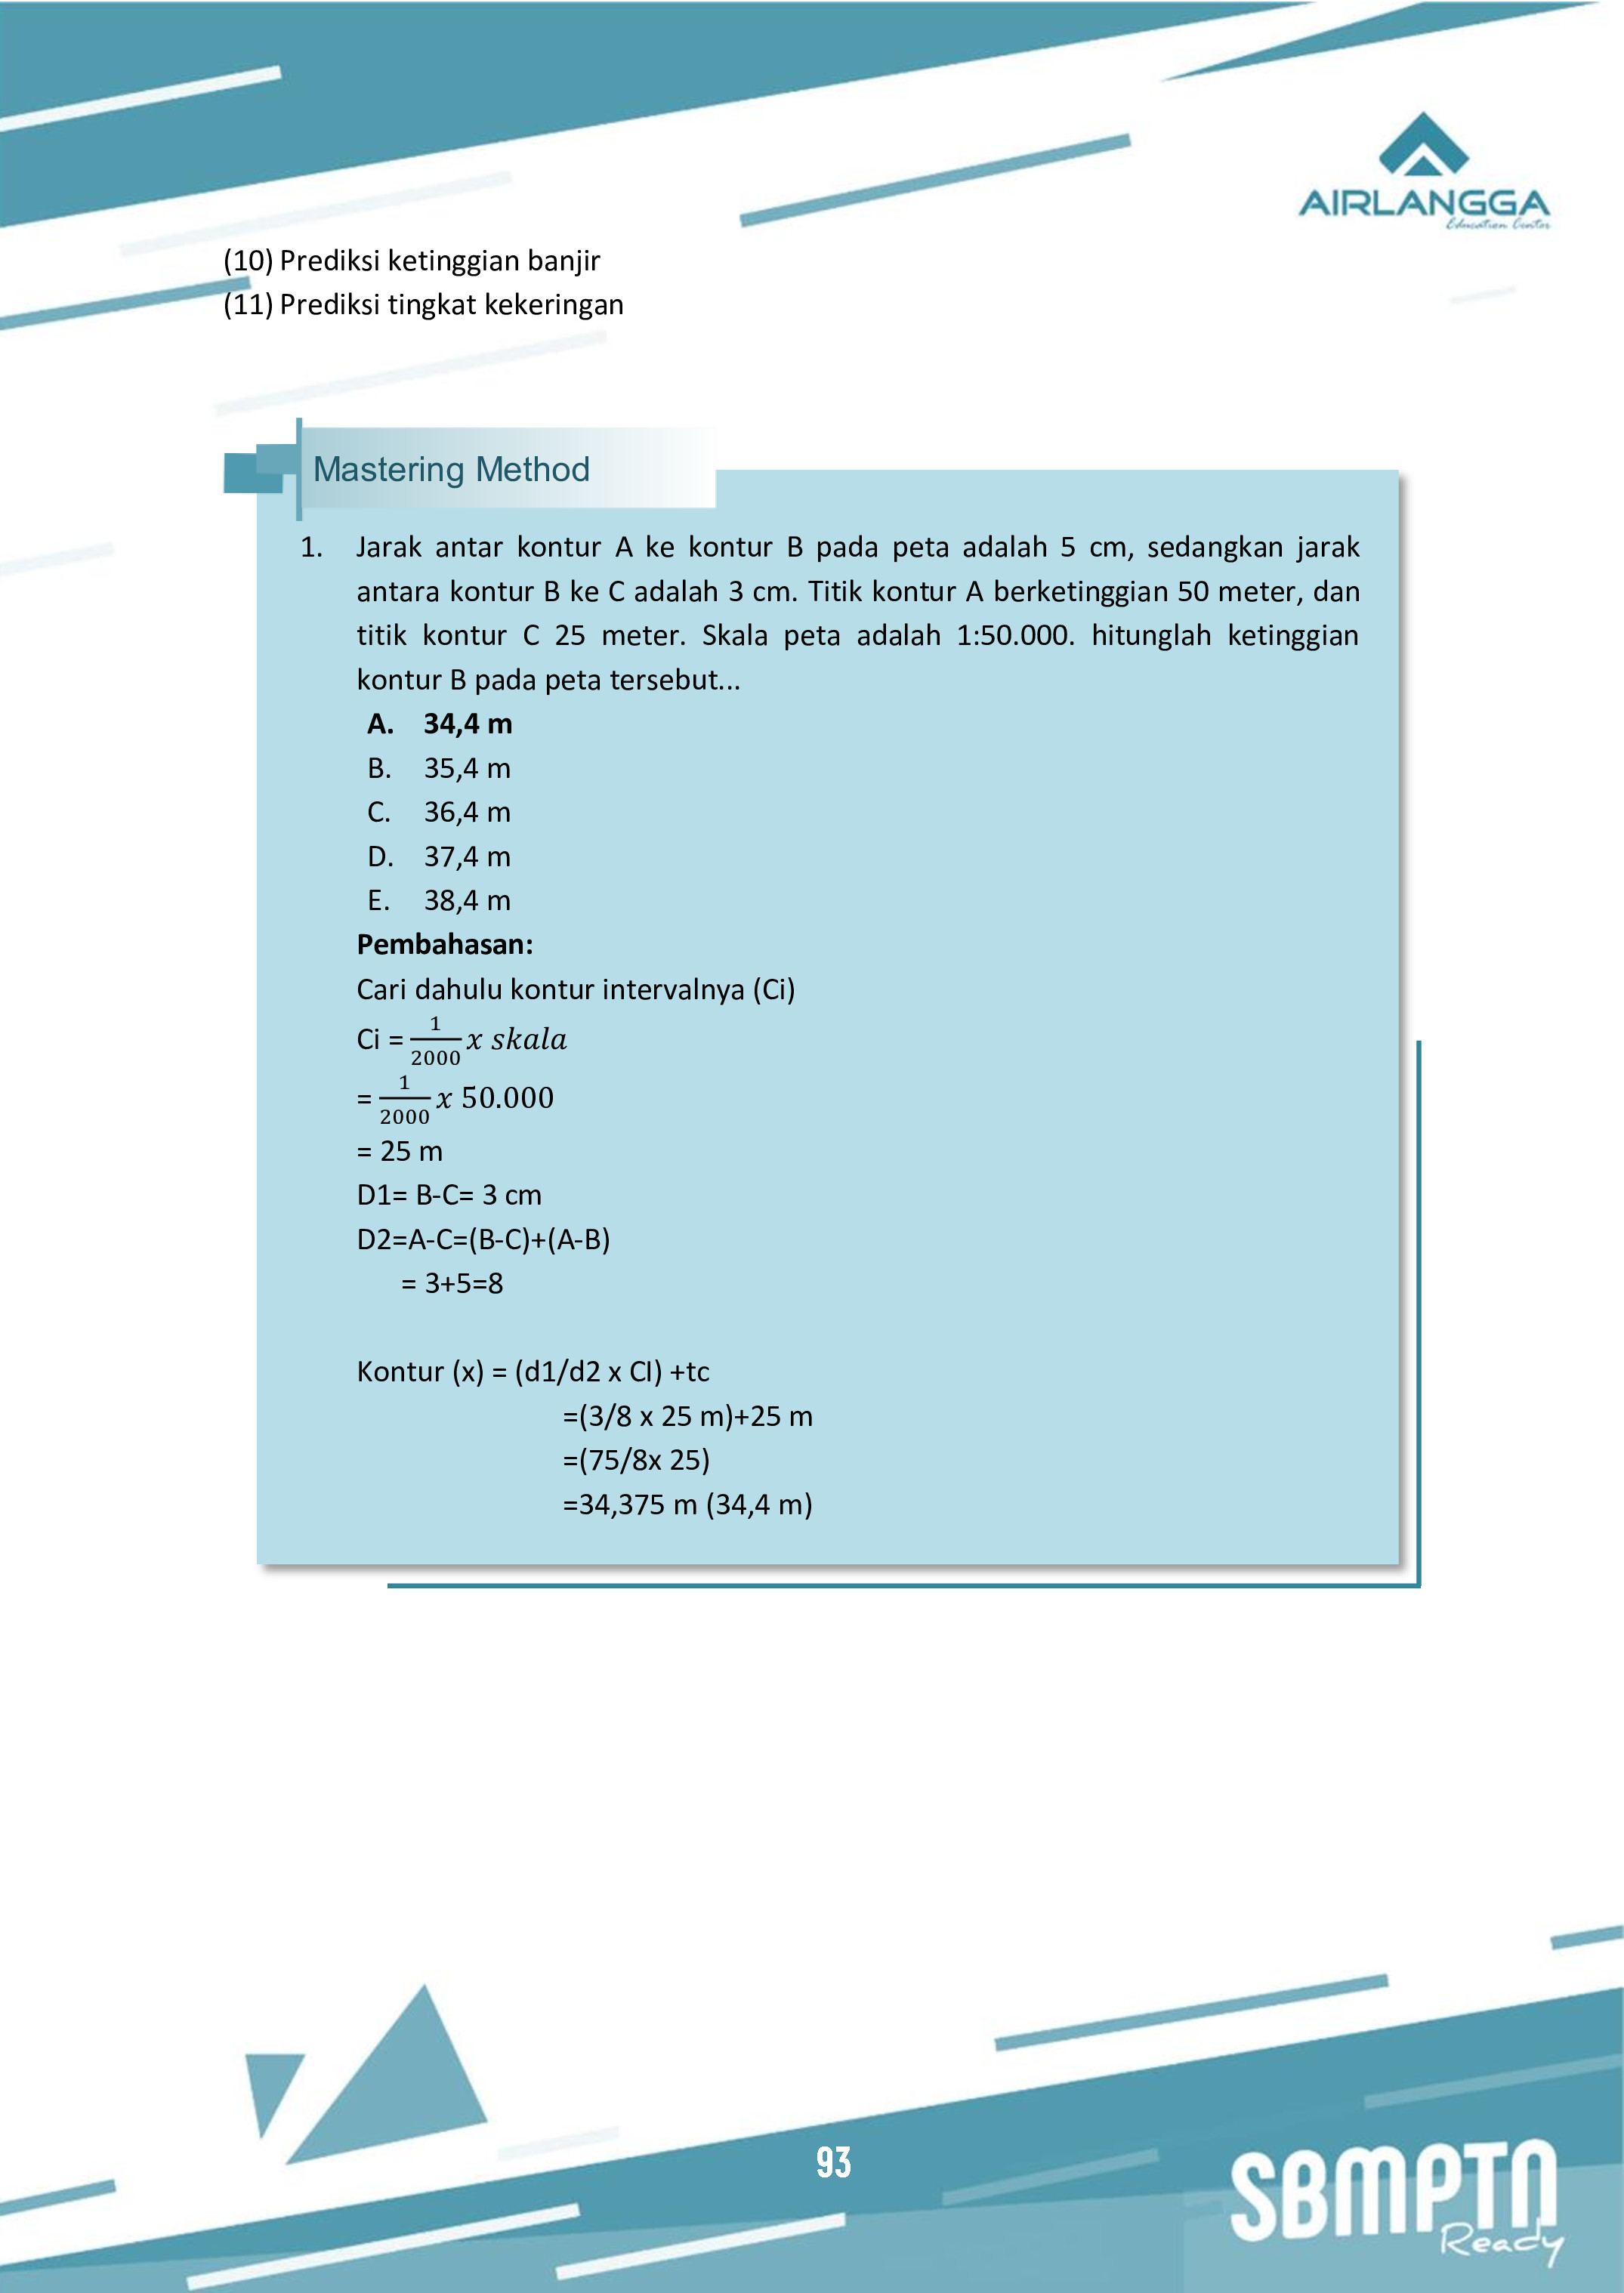 AIRLANGGA
Education Center
(10) Prediksi ketinggian banjir
(11) Prediksi tingkat kekeringan
Mastering Method
1. Jarak antar kontur A ke kontur B pada peta adalah 5 cm, sedangkan jarak
antara kontur B ke C adalah 3 cm. Titik kontur A berketinggian 50 meter, dan
titik kontur C 25 meter. Skala peta adalah 1:50.000. hitunglah ketinggian
kontur B pada peta tersebut...
A. 34,4 m
B. 35,4 m
C. 36,4 m
D. 37,4 m
E. 38,4 m
Pembahasan:
Cari dahulu kontur intervalnya (Ci)
Ci = 1/2000 x skala
= 1/2000 x 50.000
= 25 m
D1= B-C= 3 cm
D2=A-C=(B-C)+(A-B)
= 3+5=8
Kontur (x) = (d1/d2 x CI) +tc
=(3/8 x 25 m)+25 m
=(75/8x 25)
=34,375 m (34,4 m)
93
SBMPTN
Ready